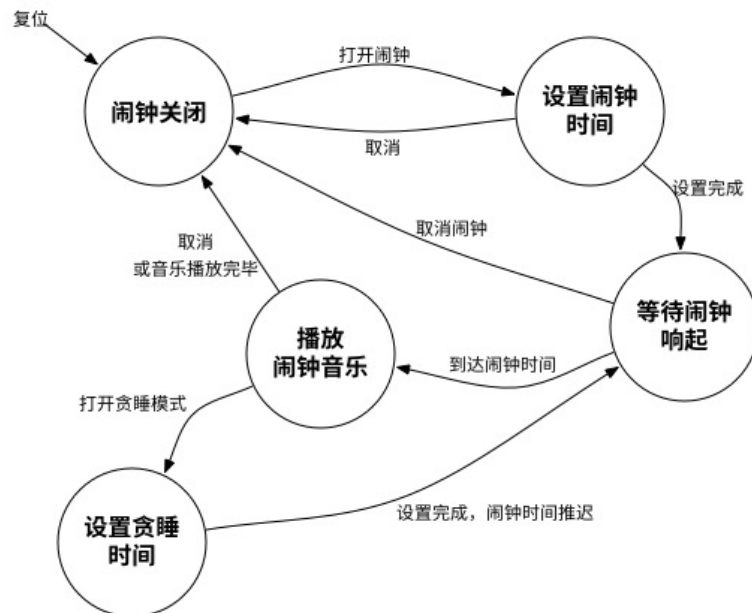 复位
打开闹钟
闹钟关闭
设置闹钟
时间
取消
设置完成
取消闹钟
取消
或音乐播放完毕
等待闹钟
响起
播放
闹钟音乐
到达闹钟时间
打开贪睡模式
设置完成，闹钟时间推迟
设置贪睡
时间